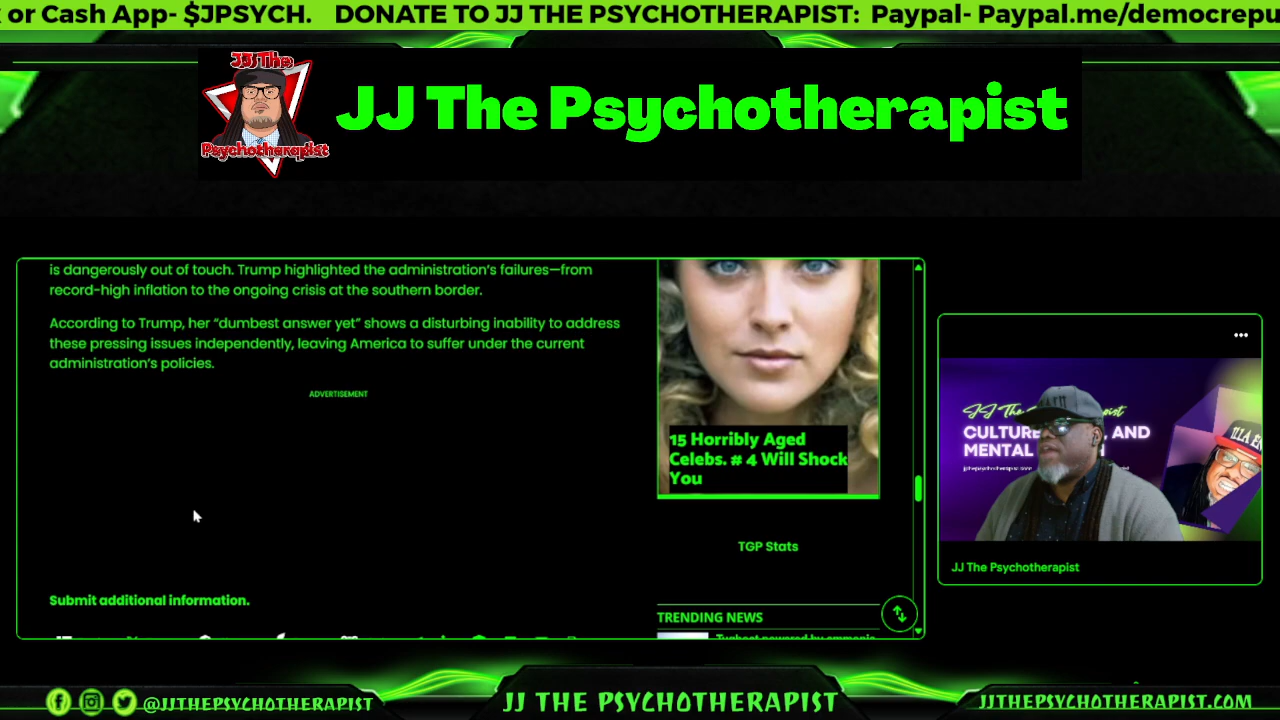 or Cash App- $JPSYCH. DONATE TO JJ THE PSYCHOTHERAPIST: Paypal- Paypal.me/democrepu
JJ The
Psychotherapist
JJ The Psychotherapist
is dangerously out of touch. Trump highlighted the administration's failures—from
record-high inflation to the ongoing crisis at the southern border.
According to Trump, her “dumbest answer yet” shows a disturbing inability to address
these pressing issues independently, leaving America to suffer under the current
administration's policies.
ADVERTISEMENT
Submit additional information.
15 Horribly Aged
Celebs. # 4 Will Shock
You
TGP Stats
TRENDING NEWS
JJ The
CULTURE AND
MENTAL
JJ The Psychotherapist
@JJTHEPSYCHOTHERAPIST
JJ THE PSYCHOTHERAPIST
JJTHEPSYCHOTHERAPIST.COM